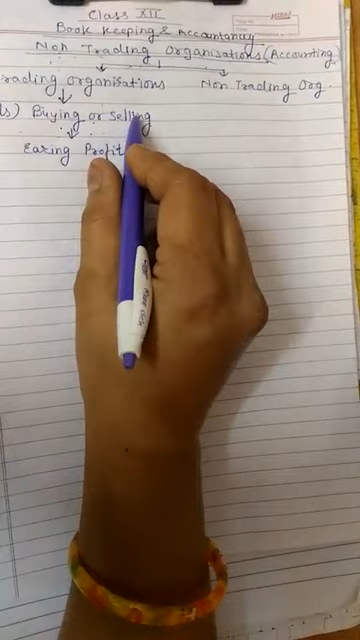 Class XII
Book Keeping & Accountancy
Non Trading Organisations (Accounting)
rading Organisations Non Trading Org.
ds) Buying or Selling
Earing Profit